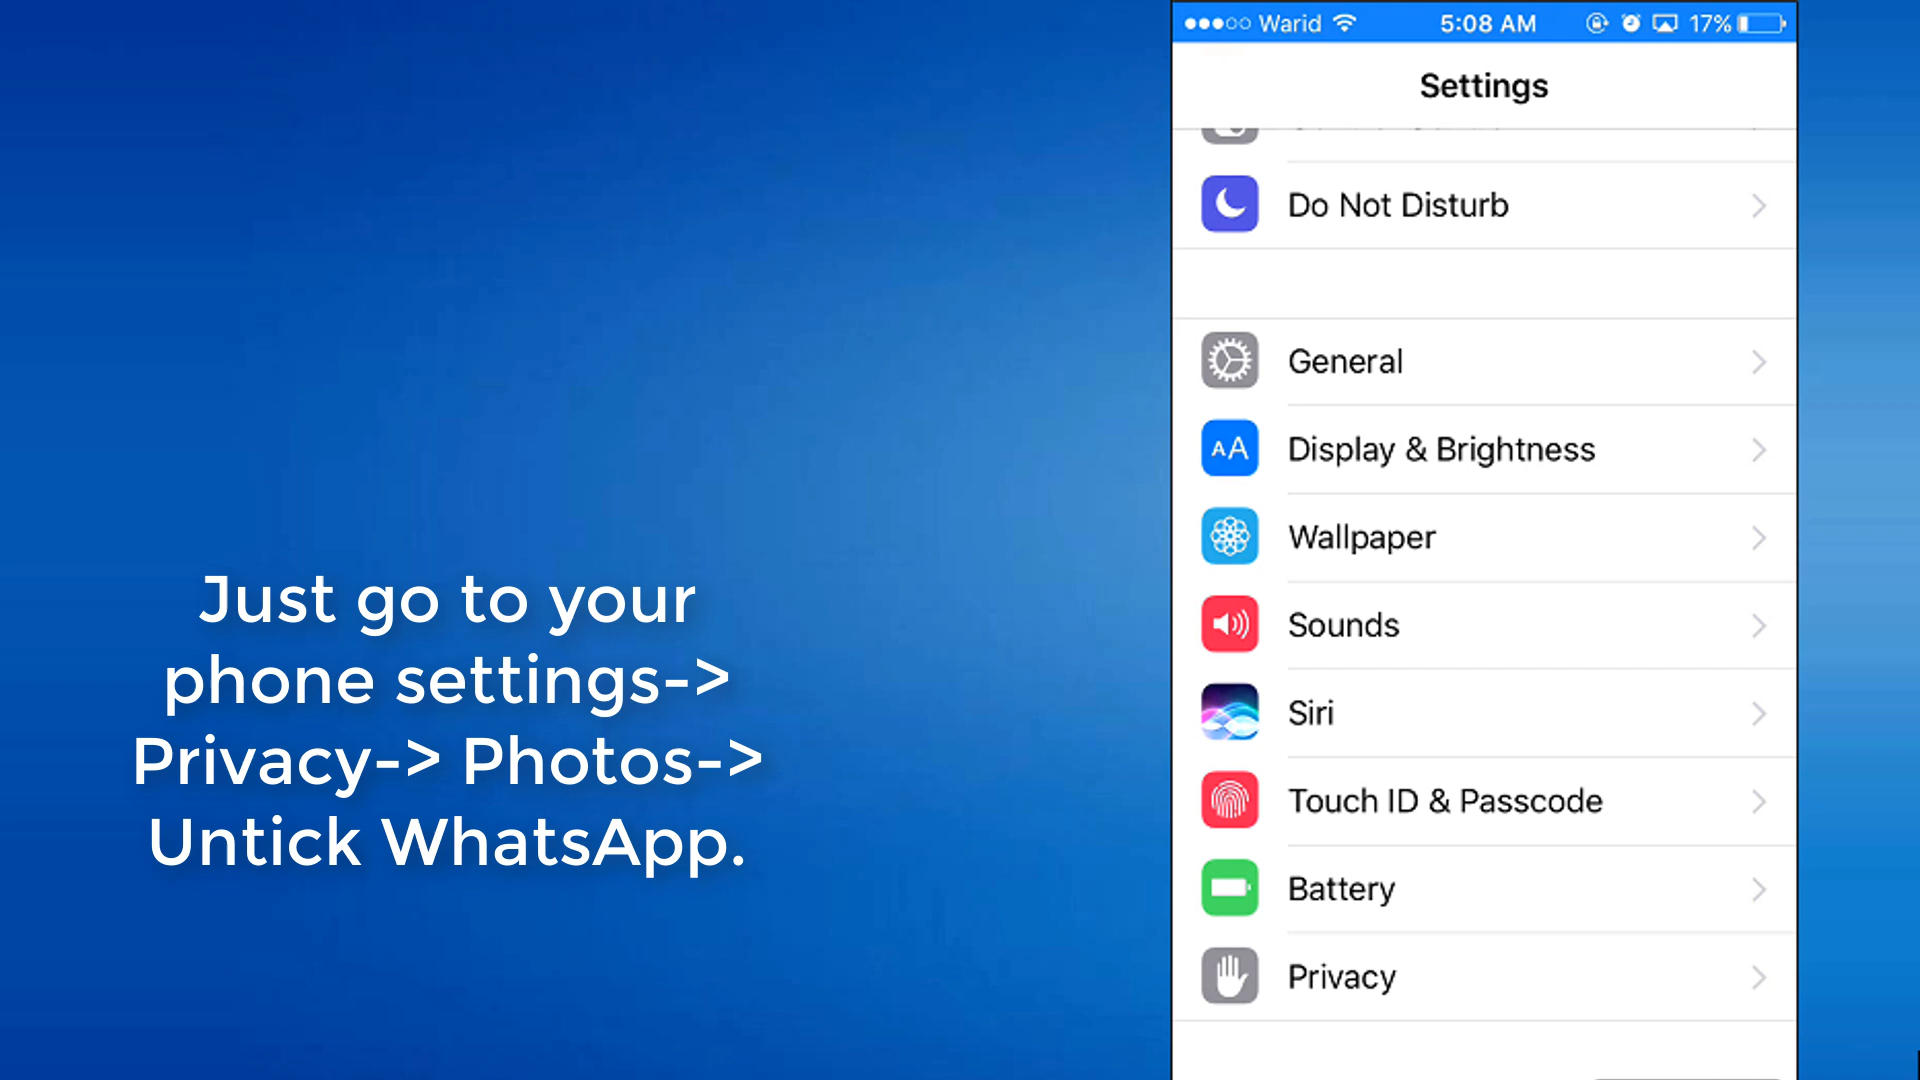 Warid 5:08 AM 17%
Settings
Do Not Disturb
General
AA Display & Brightness
Wallpaper
Sounds
Siri
Touch ID & Passcode
Battery
Privacy
Just go to your
phone settings->
Privacy-> Photos->
Untick WhatsApp.